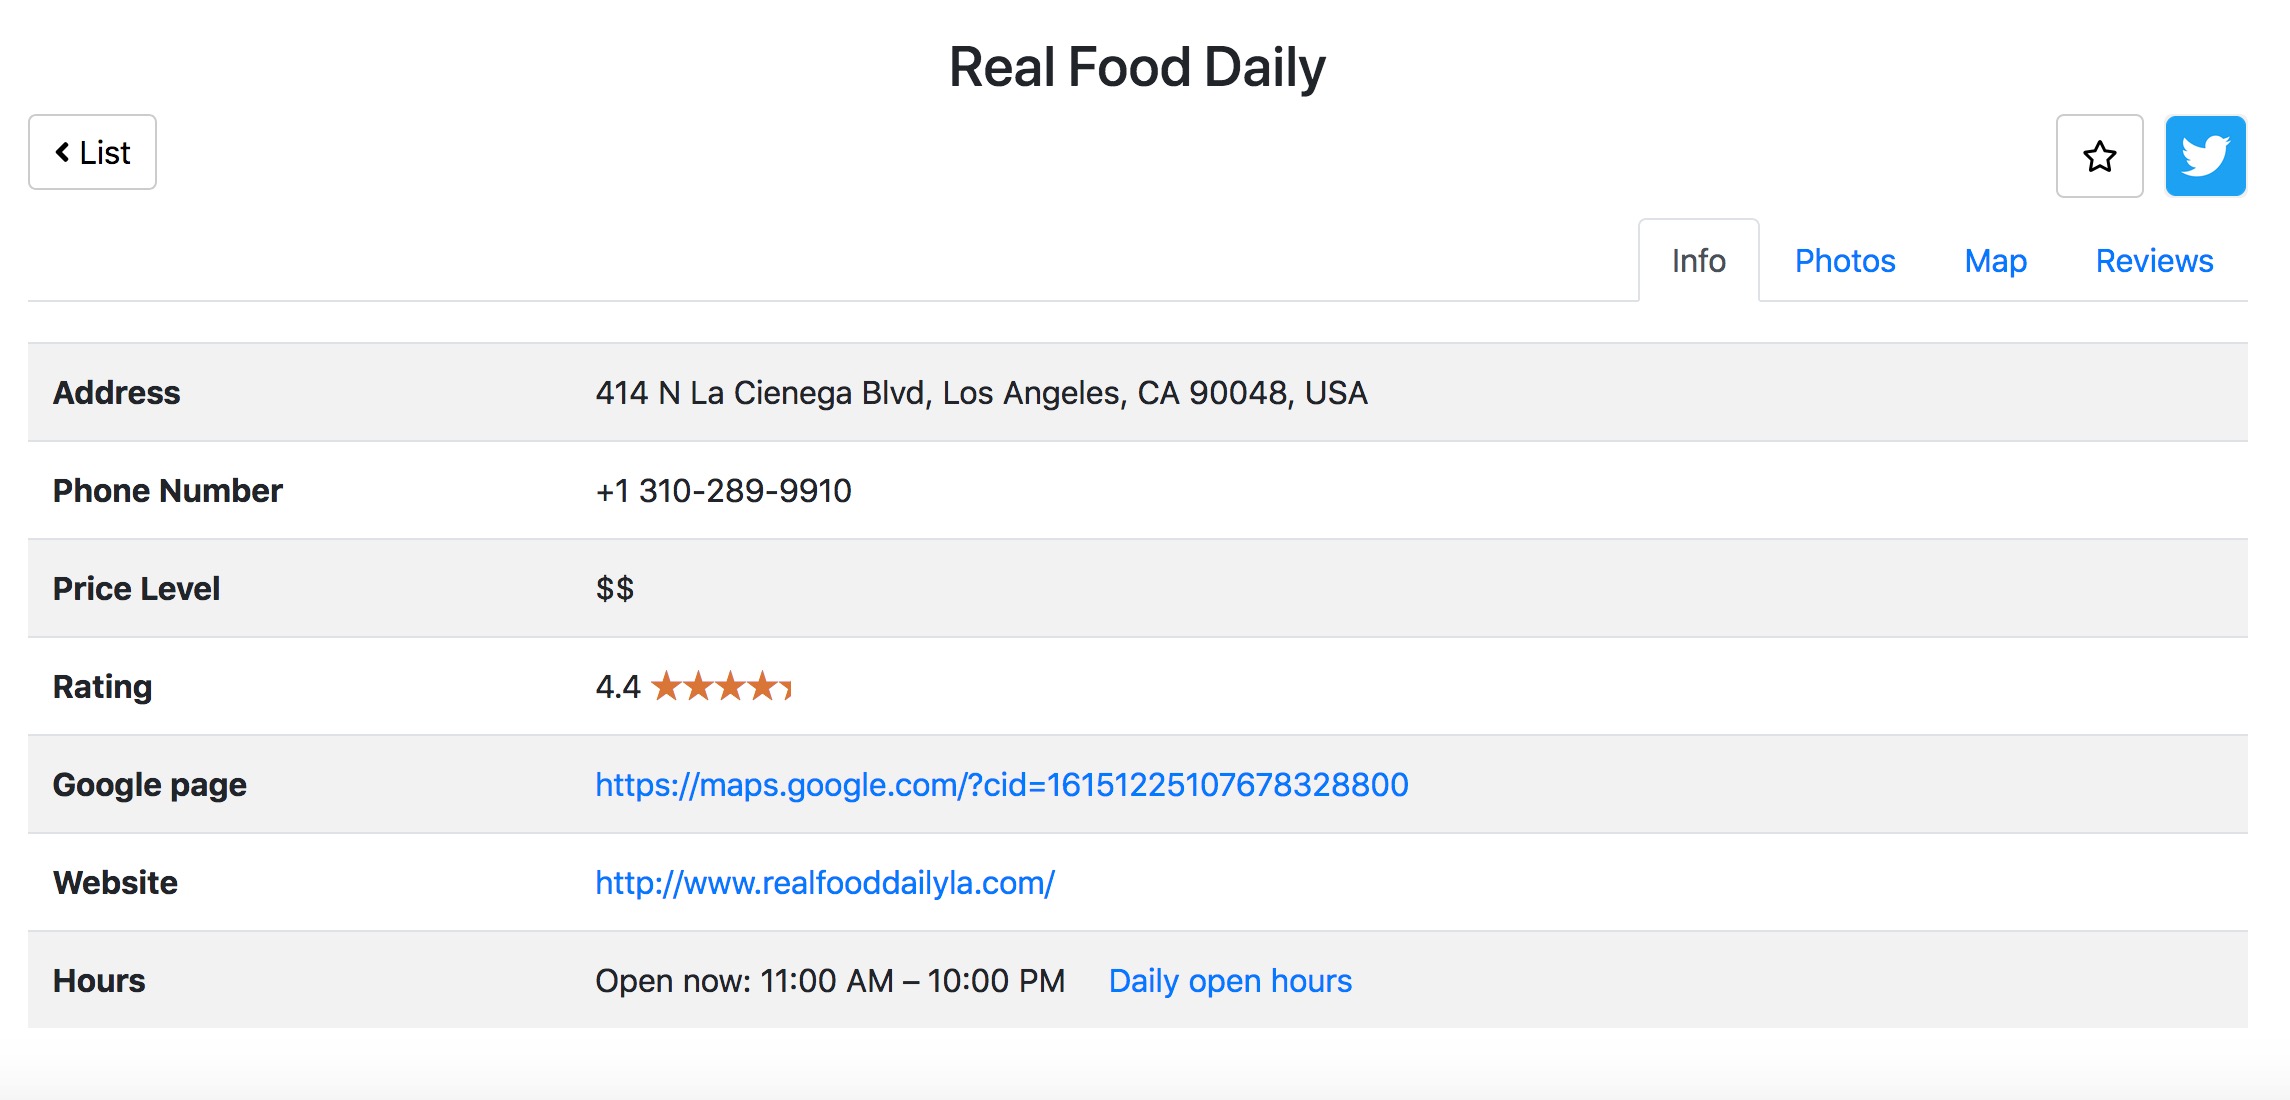 Real Food Daily
List
Info Photos Map Reviews
Address 414 N La Cienega Blvd, Los Angeles, CA 90048, USA
Phone Number +1 310-289-9910
Price Level $$
Rating 4.4 ★★★★
Google page https://maps.google.com/?cid=16151225107678328800
Website http://www.realfooddailyla.com/
Hours Open now: 11:00 AM – 10:00 PM Daily open hours